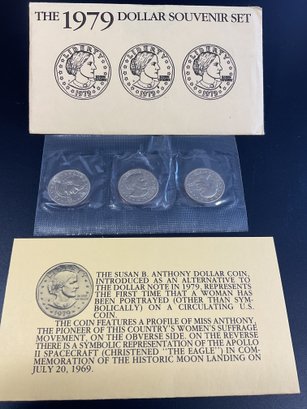 THE 1979 DOLLAR SOUVENIR SET
LIBERTY LIBERTY LIBERTY
1979 1979 1979
LIBERTY
1979
THE SUSAN B. ANTHONY DOLLAR COIN,
INTRODUCED AS AN ALTERNATIVE TO
THE DOLLAR NOTE IN 1979, REPRESENTS
THE FIRST TIME THAT A WOMAN HAS
BEEN PORTRAYED (OTHER THAN SYM-
BOLICALLY) ON A CIRCULATING U.S.
COIN.
THE COIN FEATURES A PROFILE OF MISS ANTHONY,
THE PIONEER OF THIS COUNTRY'S WOMEN'S SUFFRAGE
MOVEMENT, ON THE OBVERSE SIDE. ON THE REVERSE
THERE IS A SYMBOLIC REPRESENTATION OF THE APOLLO
11 SPACECRAFT (CHRISTENED "THE EAGLE") IN COM-
MEMORATION OF THE HISTORIC MOON-LANDING ON
JULY 20, 1969.